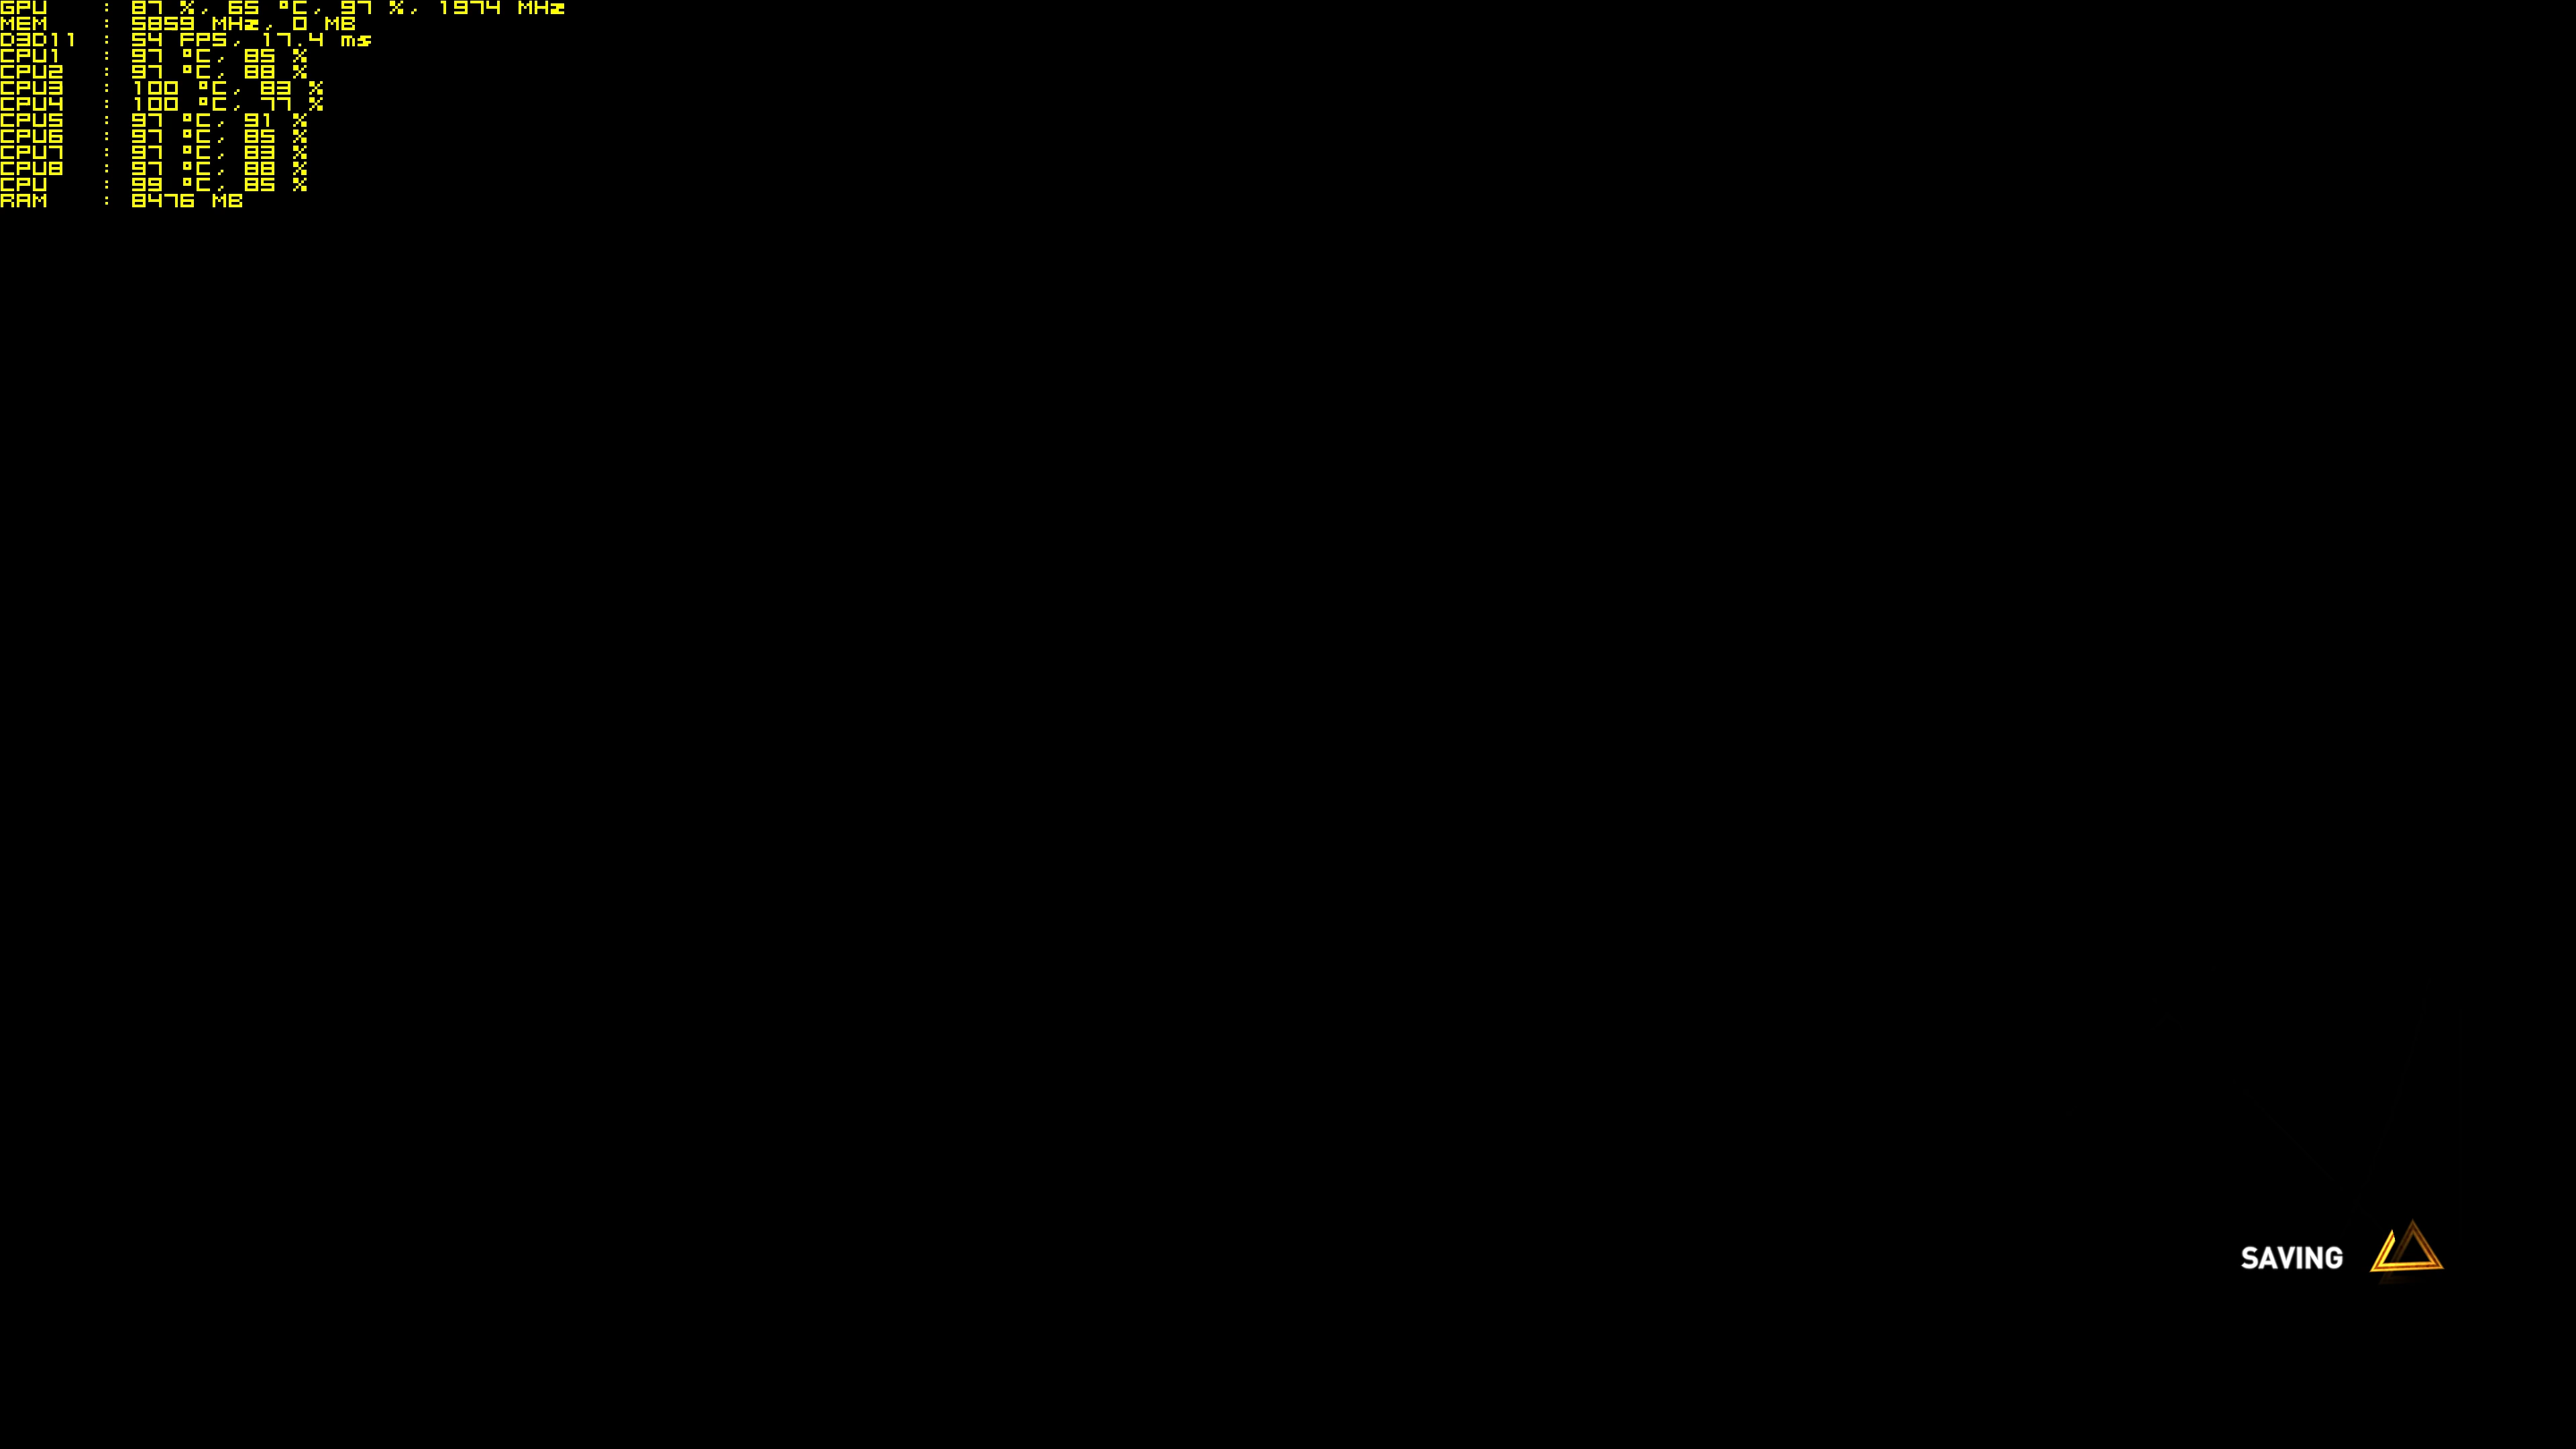 GPU : 87 %, 65 °C, 97 %, 1974 MHz
MEM : 5859 MHz, 0 MB
D3D11 : 54 FPS, 17.4 ms
CPU1 : 97 °C, 85 %
CPU2 : 97 °C, 88 %
CPU3 : 100 °C, 83 %
CPU4 : 100 °C, 77 %
CPU5 : 97 °C, 91 %
CPU6 : 97 °C, 85 %
CPU7 : 97 °C, 83 %
CPU8 : 97 °C, 88 %
CPU : 99 °C, 85 %
RAM : 8476 MB
SAVING